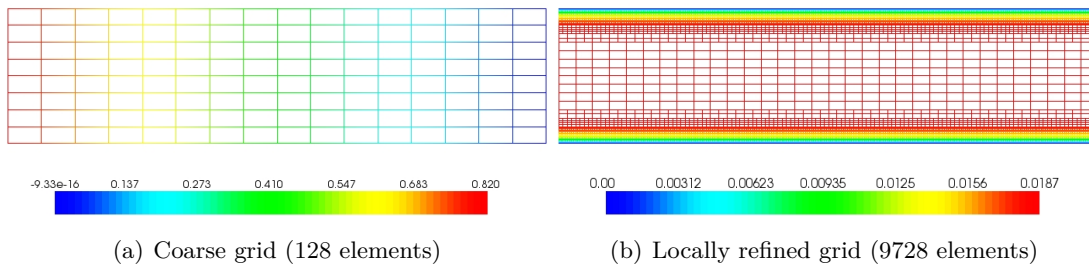 -9.33e-16 0.137 0.273 0.410 0.547 0.683 0.820
0.00 0.00312 0.00623 0.00935 0.0125 0.0156 0.0187
(a) Coarse grid (128 elements)
(b) Locally refined grid (9728 elements)